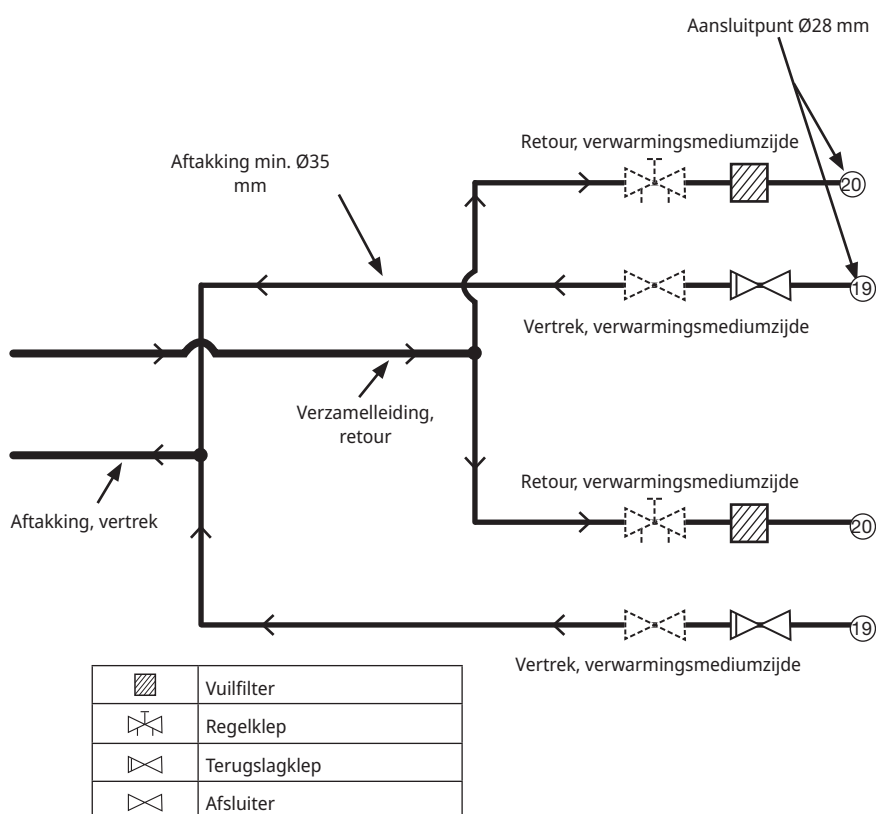 Aansluitpunt Ø28 mm
Retour, verwarmingsmediumzijde
Aftakking min. Ø35
mm
20
19
Vertrek, verwarmingsmediumzijde
Verzamelleiding,
retour
Retour, verwarmingsmediumzijde
Aftakking, vertrek
20
19
Vertrek, verwarmingsmediumzijde
Vuilfilter
Regelklep
Terugslagklep
Afsluiter